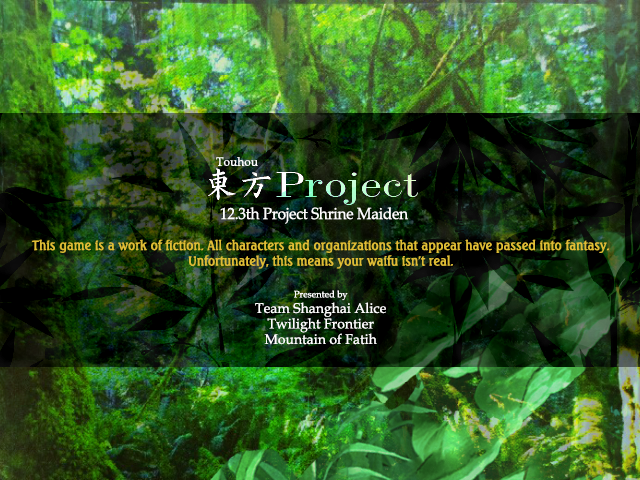 Touhou
東方Project
12.3th Project Shrine Maiden
This game is a work of fiction. All characters and organizations that appear have passed into fantasy.
Unfortunately, this means your waifu isn't real.
Presented by
Team Shanghai Alice
Twilight Frontier
Mountain of Fatih